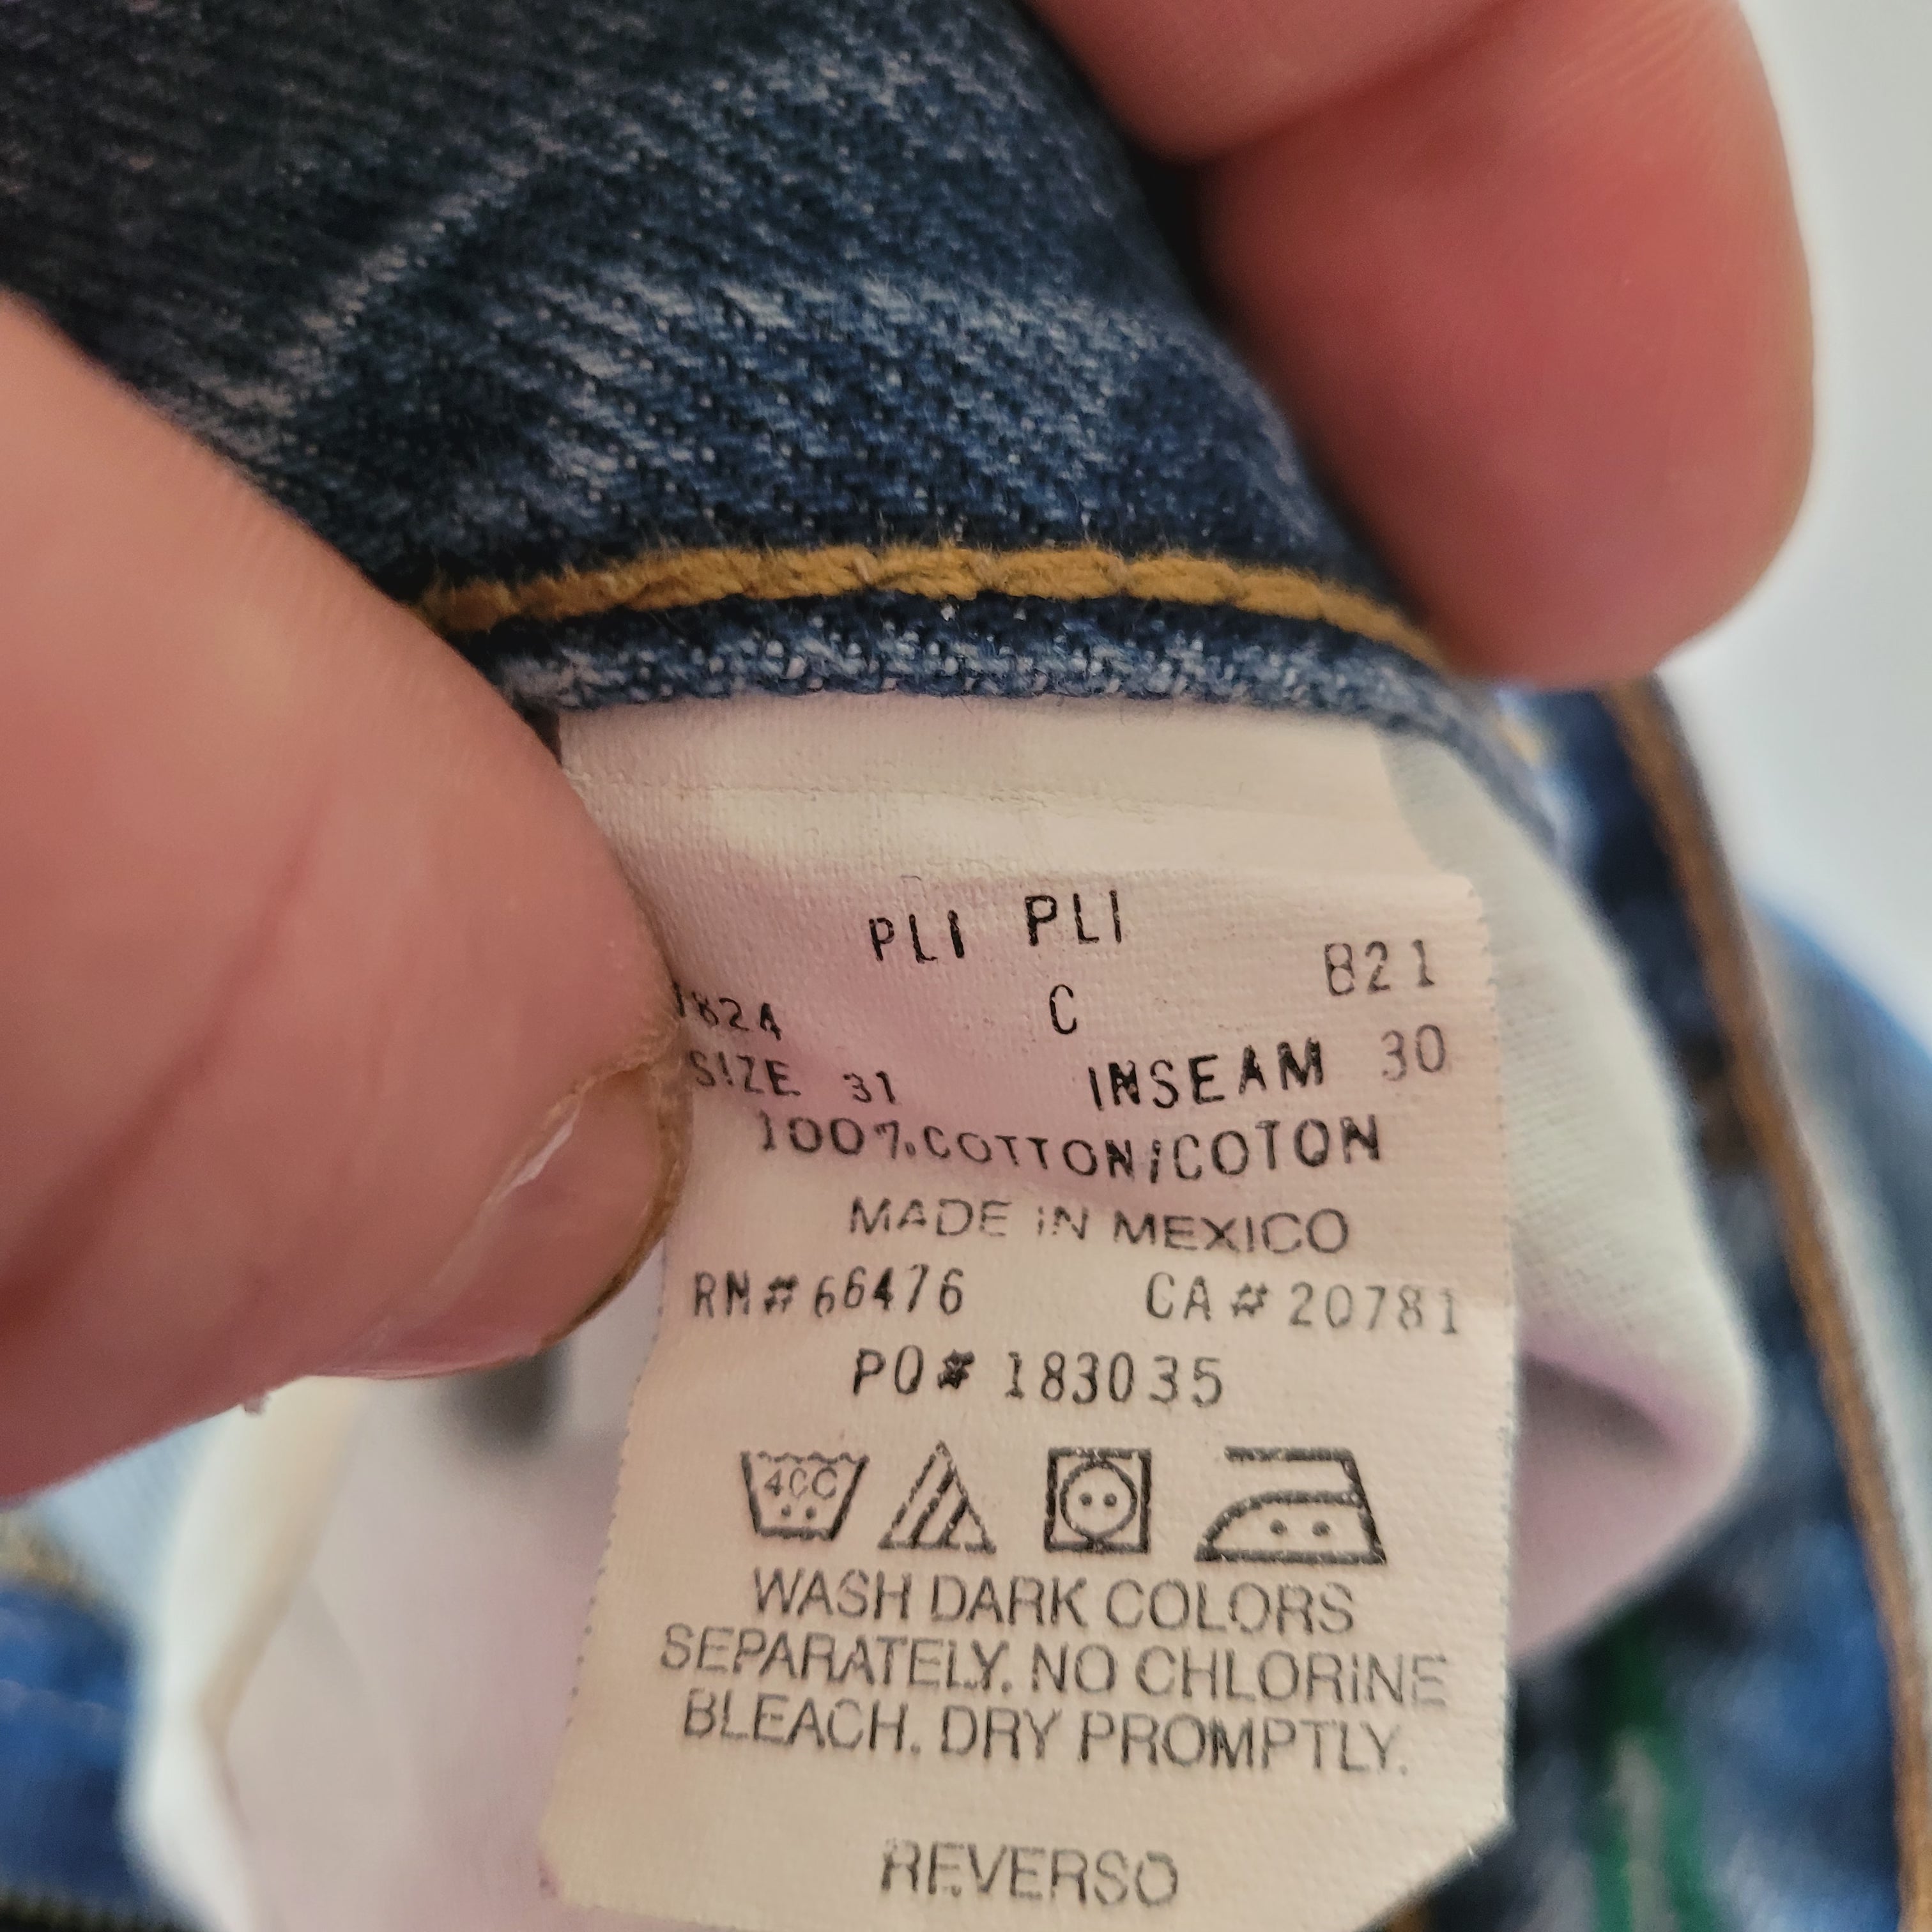 PLI PLI
C B21
1824
SIZE 31 INSEAM 30
100%COTTON/COTON
MADE IN MEXICO
RN#66476 CA#20781
PO# 183035
WASH DARK COLORS
SEPARATELY. NO CHLORINE
BLEACH. DRY PROMPTLY.
REVERSO